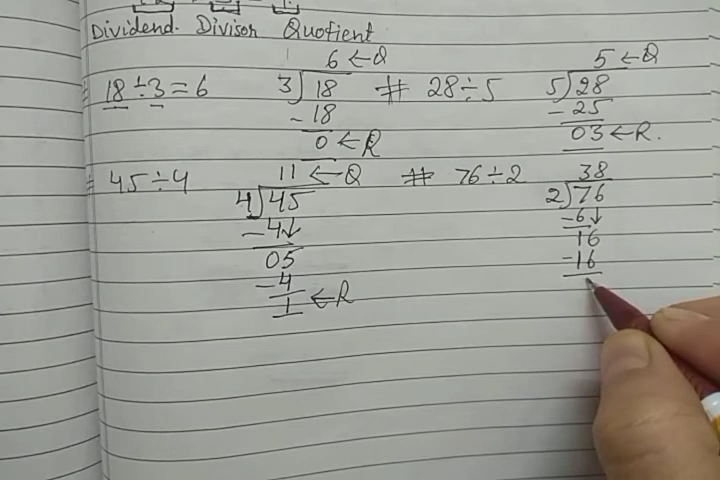 Dividend. Divisor Quotient
18 ÷ 3 = 6
6 ← Q
3)18
-18
0 ← R
# 28 ÷ 5
5 ← Q
5)28
-25
03 ← R.
45 ÷ 4
11 ← Q
4)45
-4↓
05
-4
1 ← R
# 76 ÷ 2
38
2)76
-6↓
16
-16